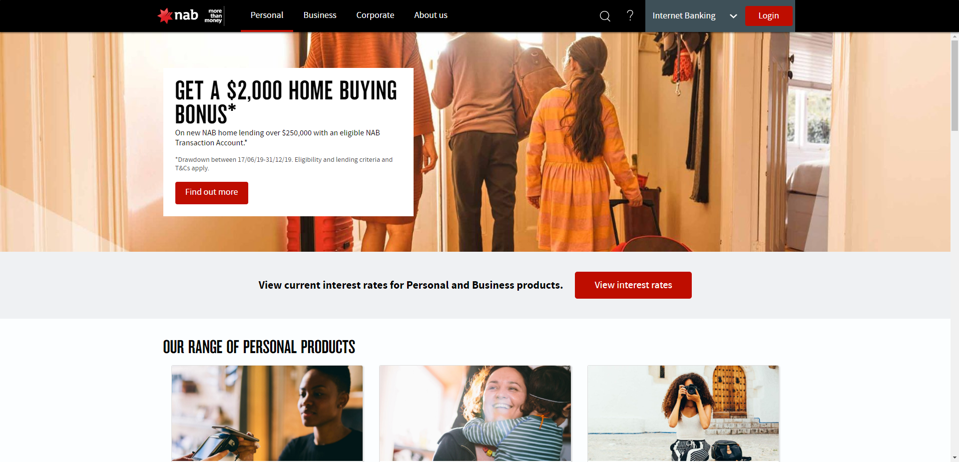 nab
more
than
money
Personal
Business
Corporate
About us
?
Internet Banking
Login
GET A $2,000 HOME BUYING
BONUS*
On new NAB home lending over $250,000 with an eligible NAB
Transaction Account.*
*Drawdown between 17/06/19-31/12/19. Eligibility and lending criteria and
T&Cs apply.
Find out more
View current interest rates for Personal and Business products.
View interest rates
OUR RANGE OF PERSONAL PRODUCTS